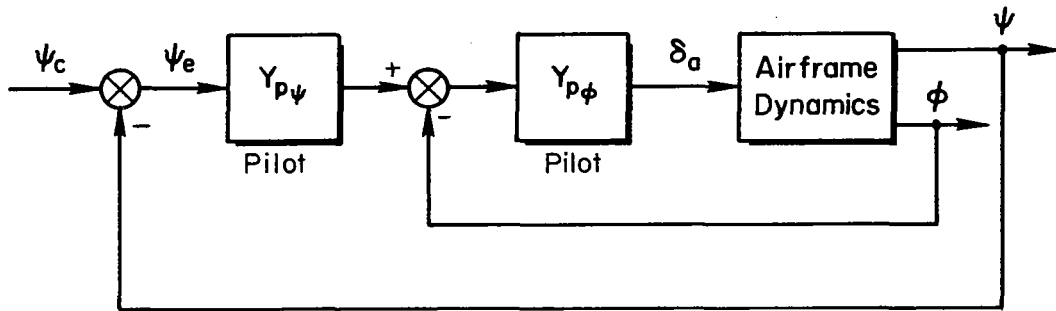 ψc
−
ψe
Ypψ
Pilot
+
−
Ypϕ
Pilot
δa
Airframe
Dynamics
ψ
ϕ